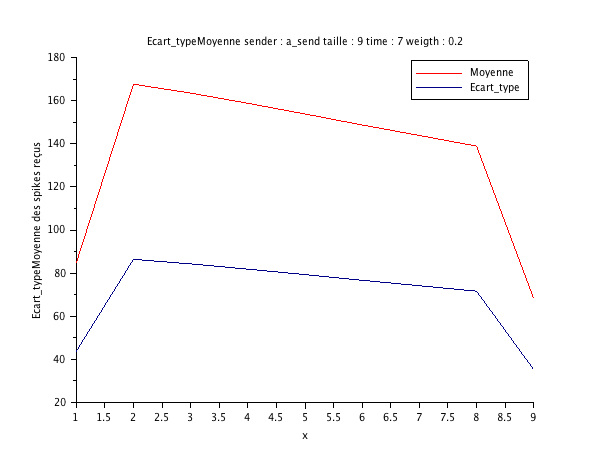 Ecart_typeMoyenne sender : a_send taille : 9 time : 7 weigth : 0.2
180
160
140
120
100
80
60
40
20
Ecart_typeMoyenne des spikes reçus
Moyenne
Ecart_type
1 1.5 2 2.5 3 3.5 4 4.5 5 5.5 6 6.5 7 7.5 8 8.5 9
x